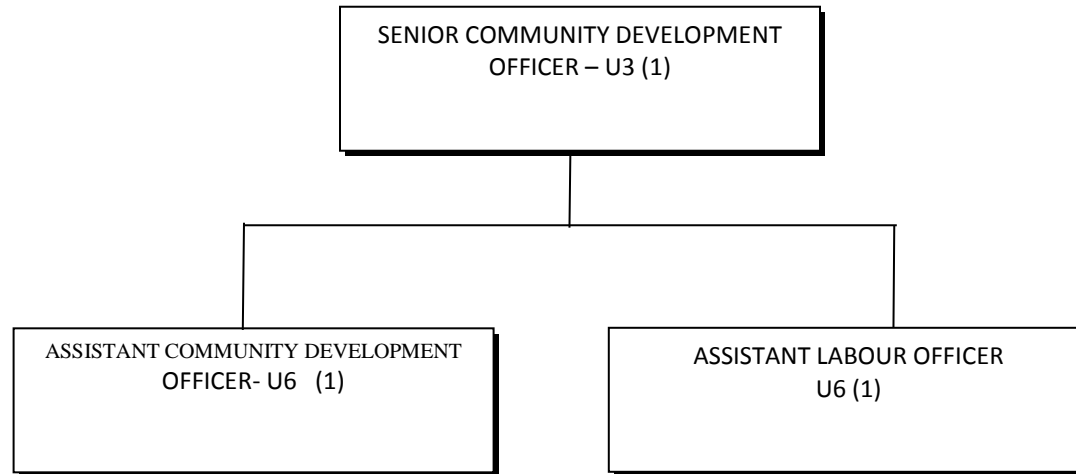 SENIOR COMMUNITY DEVELOPMENT
OFFICER – U3 (1)
ASSISTANT COMMUNITY DEVELOPMENT
OFFICER- U6 (1)
ASSISTANT LABOUR OFFICER
U6 (1)